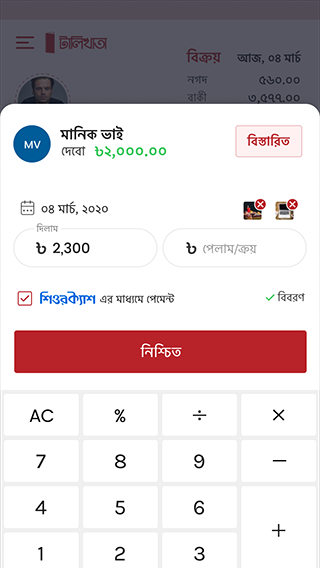 টালিখাতা
বিক্রয় আজ, ০৪ মার্চ
নগদ ৫৬০.০০
বাকী ৩,৫৭৭.০০
MV মানিক ভাই
দেবো ৳২,০০০.০০
বিস্তারিত
০৪ মার্চ, ২০২০
দিলাম
৳ 2,300
৳ পেলাম/ক্রয়
শিওরক্যাশ এর মাধ্যমে পেমেন্ট
বিবরণ
নিশ্চিত
AC % ÷ ×
7 8 9 −
4 5 6 +
1 2 3